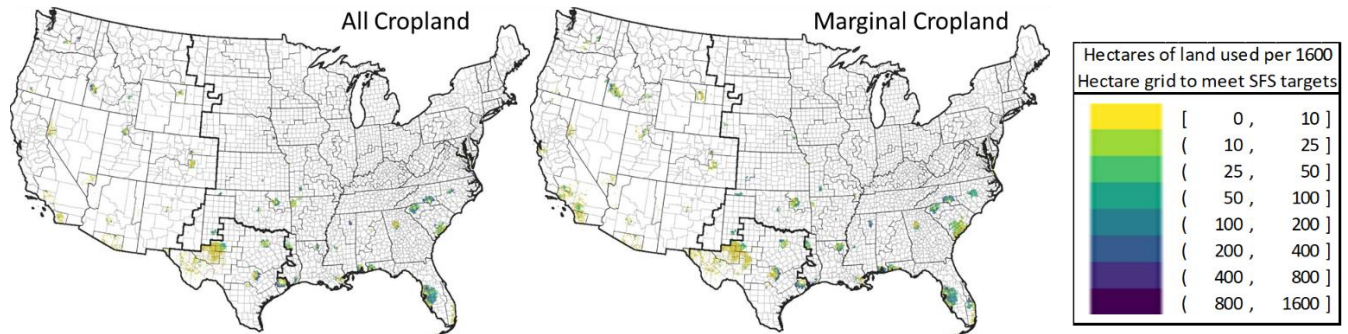 All Cropland
Marginal Cropland
Hectares of land used per 1600
Hectare grid to meet SFS targets
[ 0 , 10 ]
( 10 , 25 ]
( 25 , 50 ]
( 50 , 100 ]
( 100 , 200 ]
( 200 , 400 ]
( 400 , 800 ]
( 800 , 1600 ]